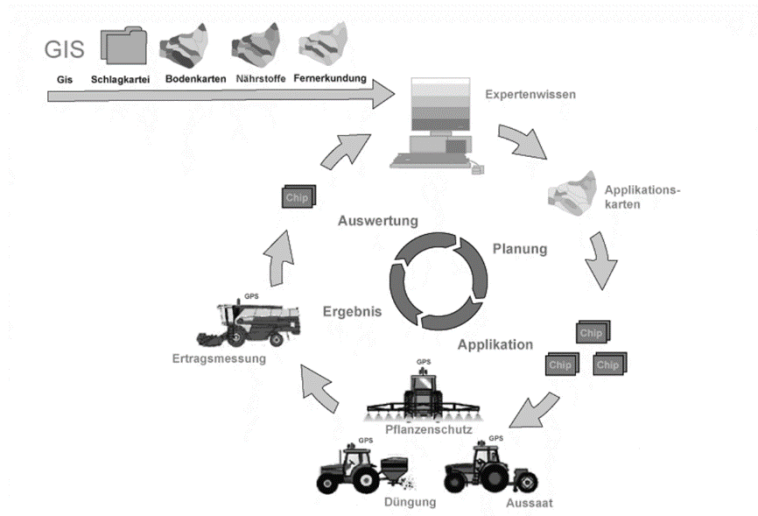 GIS
Gis Schlagkartei Bodenkarten Nährstoffe Fernerkundung
Expertenwissen
Applikations-
karten
Chip
Auswertung
Planung
GPS
Ergebnis
Ertragsmessung
Applikation
Chip
Chip Chip
GPS
Pflanzenschutz
GPS
GPS
Düngung
Aussaat